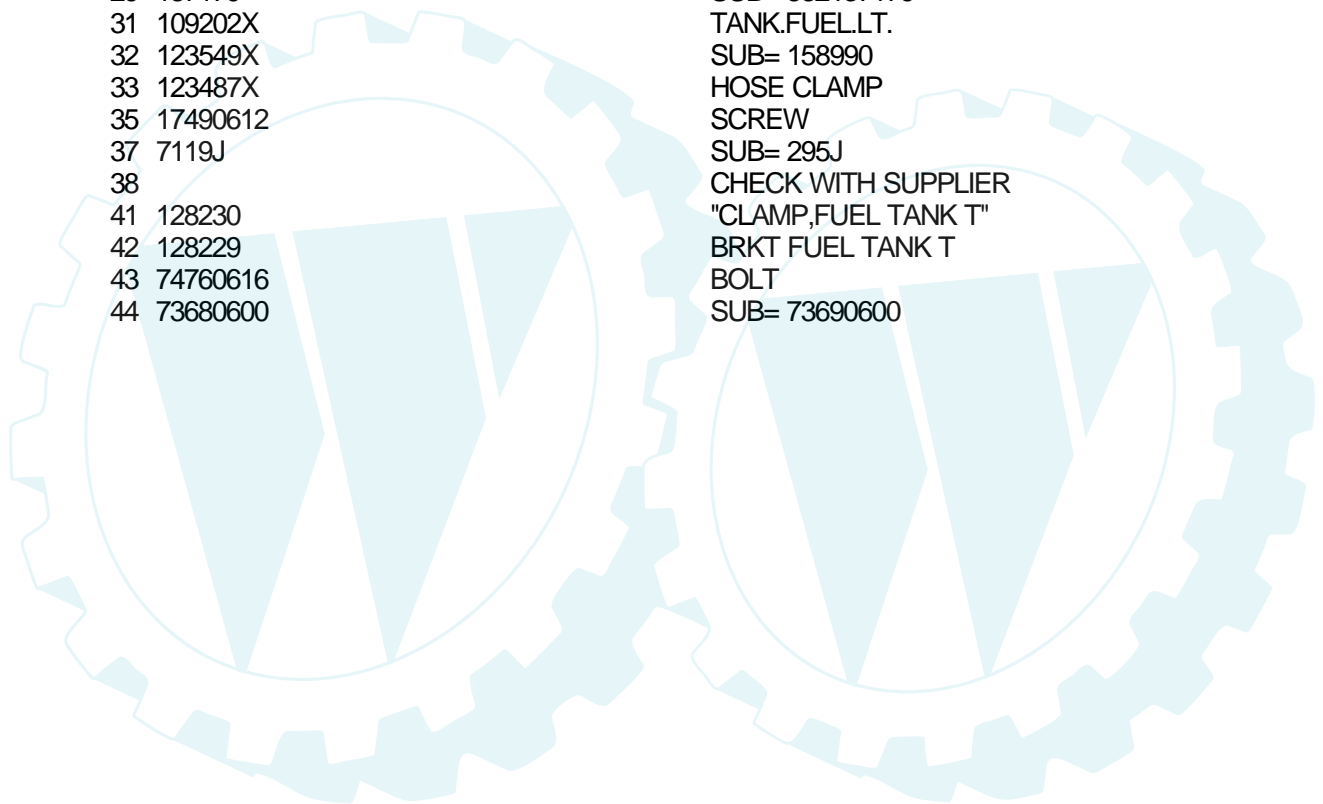 31 109202X TANK.FUEL.LT.
32 123549X SUB= 158990
33 123487X HOSE CLAMP
35 17490612 SCREW
37 7119J SUB= 295J
38 CHECK WITH SUPPLIER
41 128230 "CLAMP,FUEL TANK T"
42 128229 BRKT FUEL TANK T
43 74760616 BOLT
44 73680600 SUB= 73690600